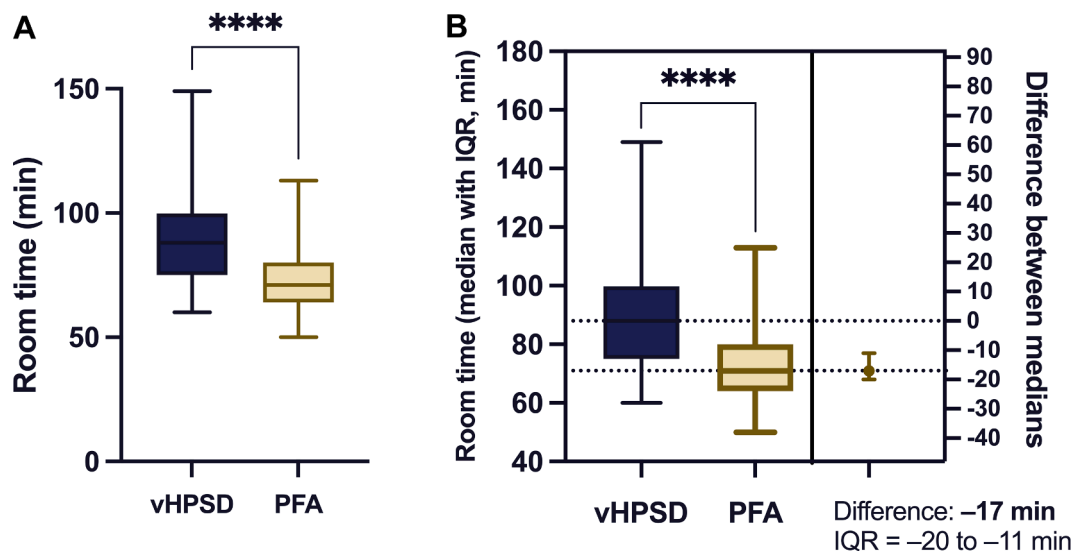 A
****
Room time (min)
150
100
50
0
vHPSD
PFA
B
****
Room time (median with IQR, min)
180
160
140
120
100
80
60
40
vHPSD
PFA
90
80
70
60
50
40
30
20
10
0
-10
-20
-30
-40
Difference between medians
Difference: –17 min
IQR = –20 to –11 min